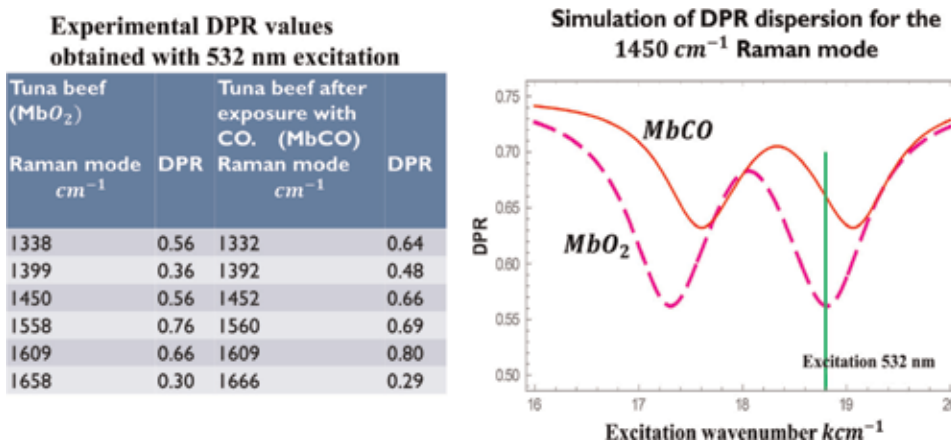 Experimental DPR values
obtained with 532 nm excitation
Tuna beef
(MbO₂)
Raman mode
cm⁻¹
DPR
Tuna beef after
exposure with
CO. (MbCO)
Raman mode
cm⁻¹
DPR
1338 0.56 1332 0.64
1399 0.36 1392 0.48
1450 0.56 1452 0.66
1558 0.76 1560 0.69
1609 0.66 1609 0.80
1658 0.30 1666 0.29
Simulation of DPR dispersion for the
1450 cm⁻¹ Raman mode
0.75
0.70
0.65
0.60
0.55
0.50
DPR
MbCO
MbO₂
Excitation 532 nm
16 17 18 19 20
Excitation wavenumber kcm⁻¹